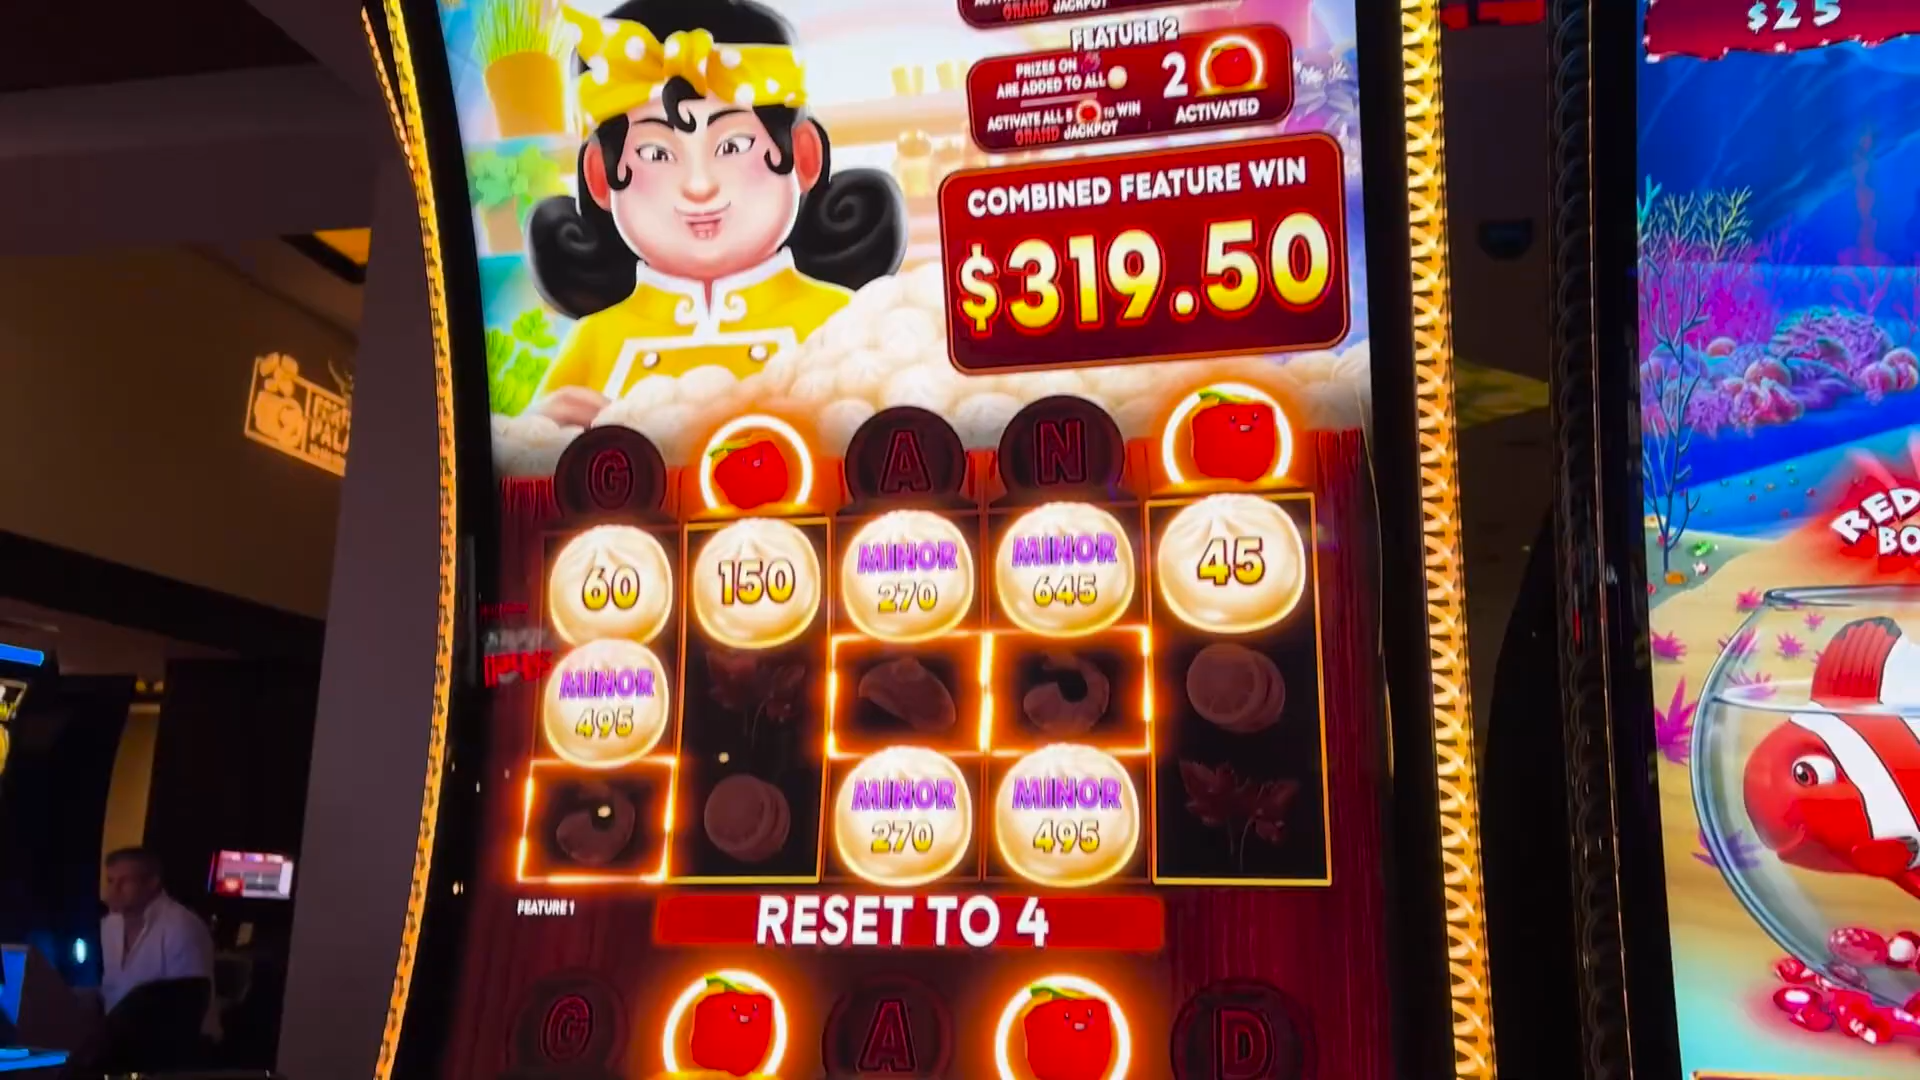 GRAND JACKPOT
FEATURE 2
PRIZES ON
ARE ADDED TO ALL
ACTIVATE ALL 5 TO WIN
GRAND JACKPOT
2
ACTIVATED
COMBINED FEATURE WIN
$319.50
G A N
60 150 MINOR 270 MINOR 645 45
MINOR 495
MINOR 270 MINOR 495
FEATURE 1
RESET TO 4
G A D
$25
RED
BO